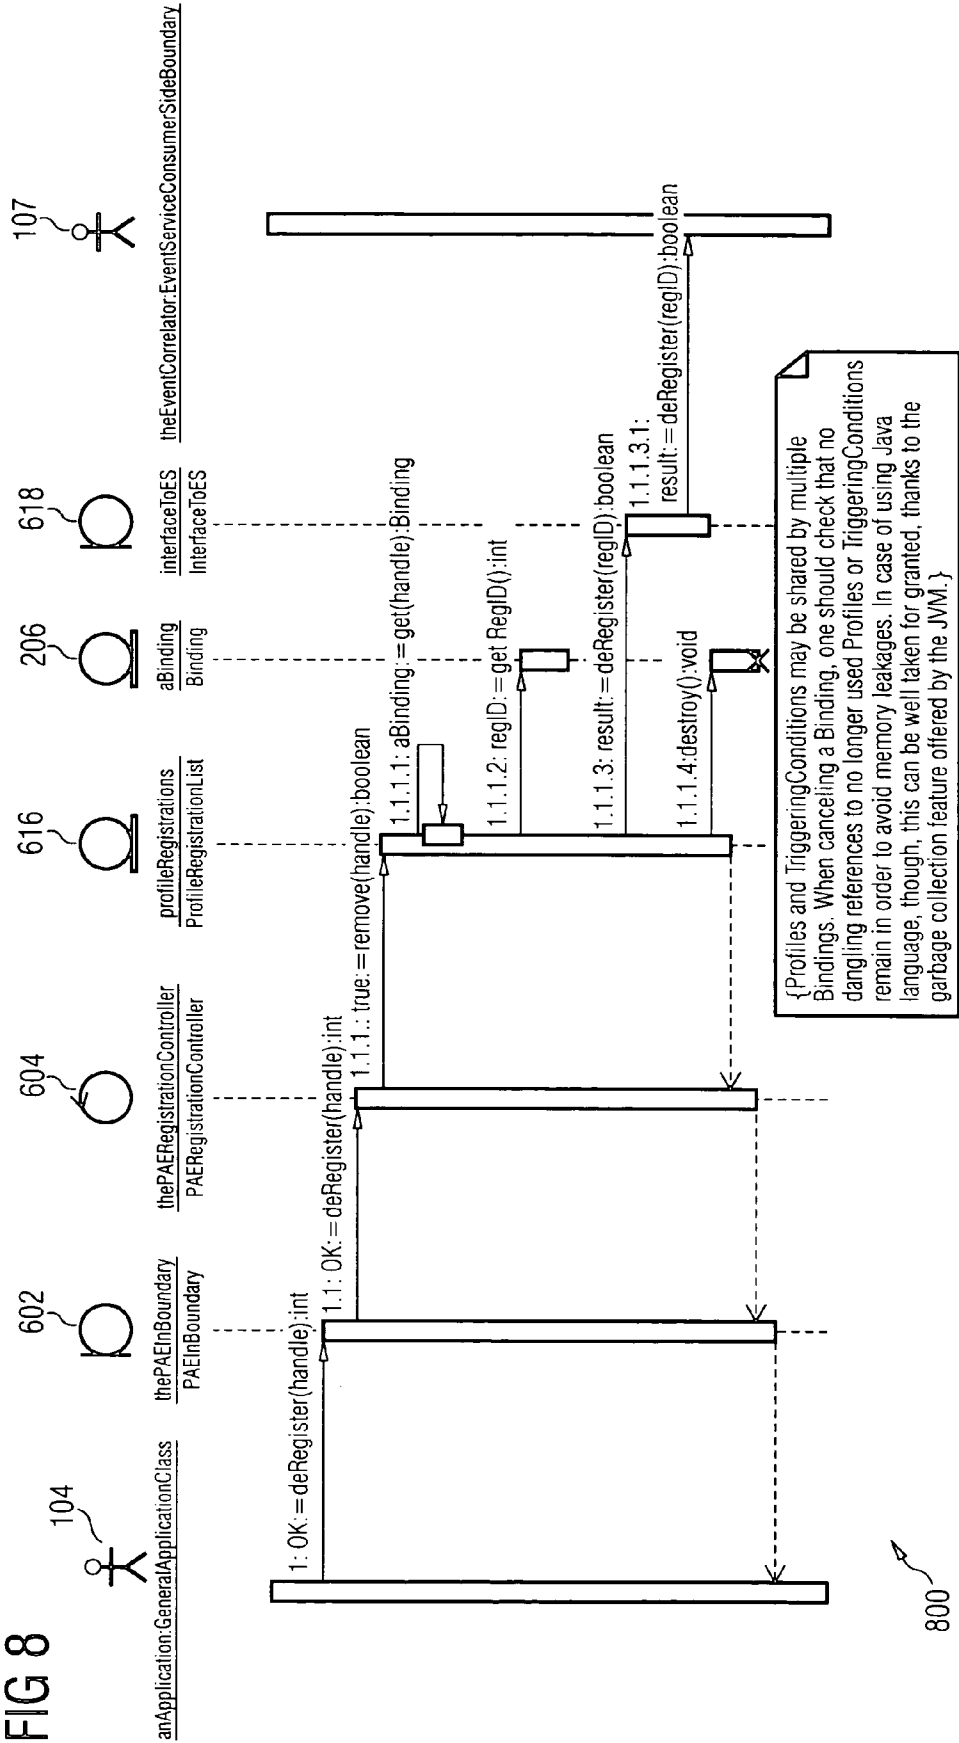 FIG 8
104
602
604
616
206
618
107
anApplication:GeneralApplicationClass
thePAEInBoundary
PAEInBoundary
thePAERegistrationController
PAERegistrationController
profileRegistrations
ProfileRegistrationList
aBinding
Binding
interfaceToES
InterfaceToES
theEventCorrelator:EventServiceConsumerSideBoundary
1: OK:=deRegister(handle):int
1.1: OK:=deRegister(handle):int
1.1.1.: true:=remove(handle):boolean
1.1.1.1: aBinding:=get(handle):Binding
1.1.1.2: regID:=get RegID():int
1.1.1.3: result:=deRegister(regID):boolean
1.1.1.3.1:
result:=deRegister(regID):boolean
1.1.1.4:destroy():void
{Profiles and TriggeringConditions may be shared by multiple
Bindings. When canceling a Binding, one should check that no
dangling references to no longer used Profiles or TriggeringConditions
remain in order to avoid memory leakages. In case of using Java
language, though, this can be well taken for granted, thanks to the
garbage collection feature offered by the JVM.}
800